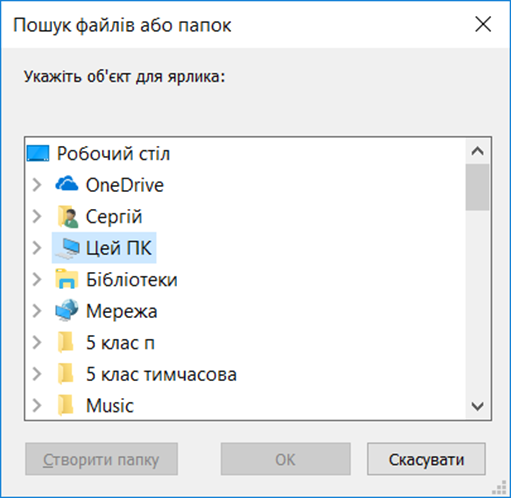 Пошук файлів або папок
Укажіть об'єкт для ярлика:
Робочий стіл
OneDrive
Сергій
Цей ПК
Бібліотеки
Мережа
5 клас п
5 клас тимчасова
Music
Створити папку
ОК
Скасувати